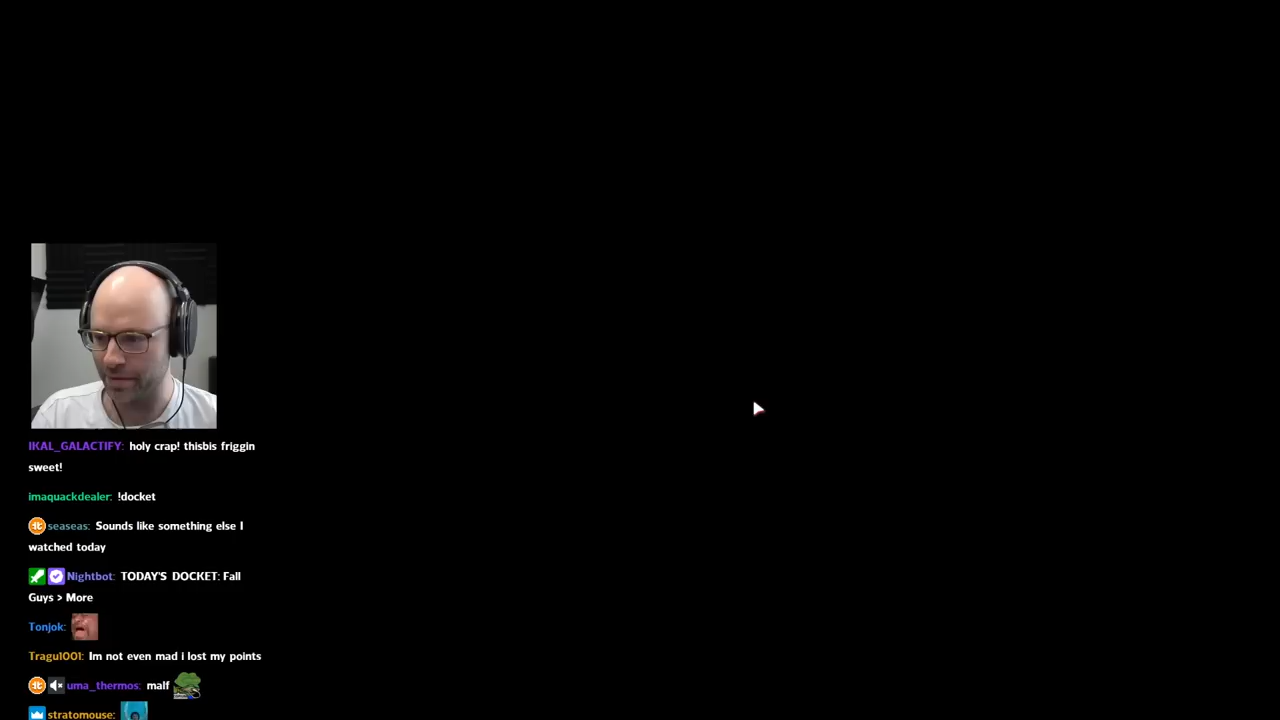 IKAL_GALACTIFY: holy crap! thisbis friggin
sweet!
imaquackdealer: !docket
seaseas: Sounds like something else I
watched today
Nightbot: TODAY'S DOCKET: Fall
Guys > More
Tonjok:
Tragu1001: Im not even mad i lost my points
uma_thermos: malf
stratomouse: